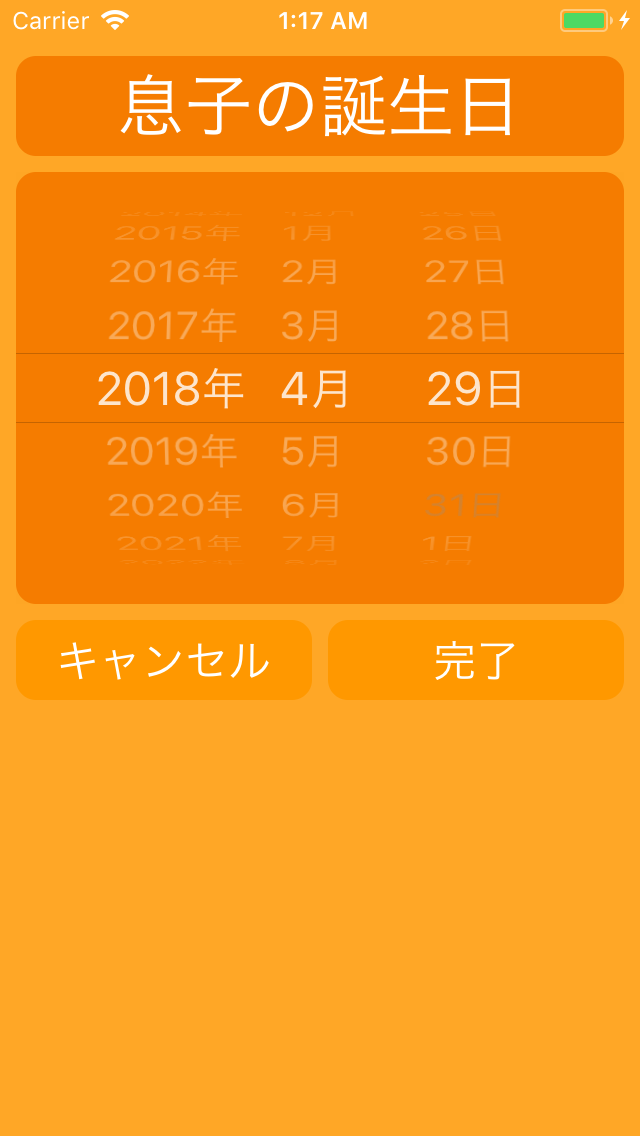 Carrier 1:17 AM
息子の誕生日
2015年 1月 26日
2016年 2月 27日
2017年 3月 28日
2018年 4月 29日
2019年 5月 30日
2020年 6月 31日
2021年 7月 1日
キャンセル 完了